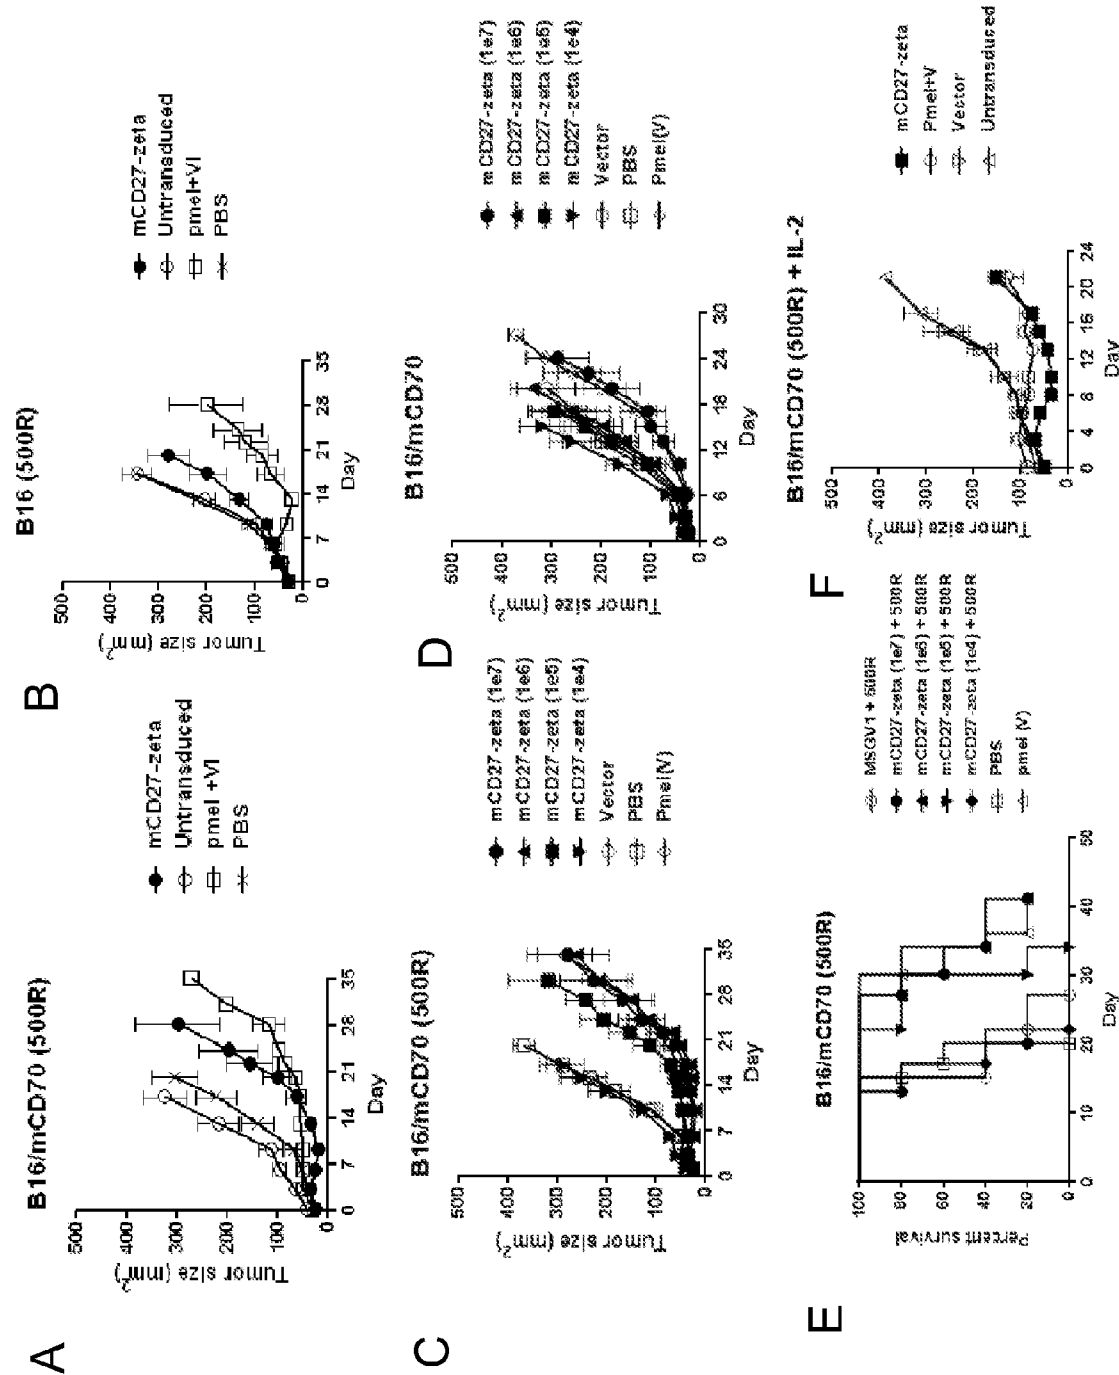 A
B16/mCD70 (500R)
Tumor size (mm²)
500
400
300
200
100
0
0
7
14
21
28
35
Day
mCD27-zeta
Untransduced
pmel +VI
PBS
B
B16 (500R)
Tumor size (mm²)
500
400
300
200
100
0
0
7
14
21
28
35
Day
mCD27-zeta
Untransduced
pmel+VI
PBS
C
B16/mCD70 (500R)
Tumor size (mm²)
500
400
300
200
100
0
0
7
14
21
28
35
Day
mCD27-zeta (1e7)
mCD27-zeta (1e6)
mCD27-zeta (1e5)
mCD27-zeta (1e4)
Vector
PBS
Pmel(V)
D
B16/mCD70
Tumor size (mm²)
500
400
300
200
100
0
0
6
12
18
24
30
Day
mCD27-zeta (1e7)
mCD27-zeta (1e6)
mCD27-zeta (1e5)
mCD27-zeta (1e4)
Vector
PBS
Pmel(V)
E
B16/mCD70 (500R)
Percent survival
100
80
60
40
20
0
0
10
20
30
40
50
Day
MSGV1 + 500R
mCD27-zeta (1e7) + 500R
mCD27-zeta (1e6) + 500R
mCD27-zeta (1e5) + 500R
mCD27-zeta (1e4) + 500R
PBS
pmel (V)
F
B16/mCD70 (500R) + IL-2
Tumor size (mm²)
500
400
300
200
100
0
0
4
8
12
16
20
24
Day
mCD27-zeta
Pmel+V
Vector
Untransduced